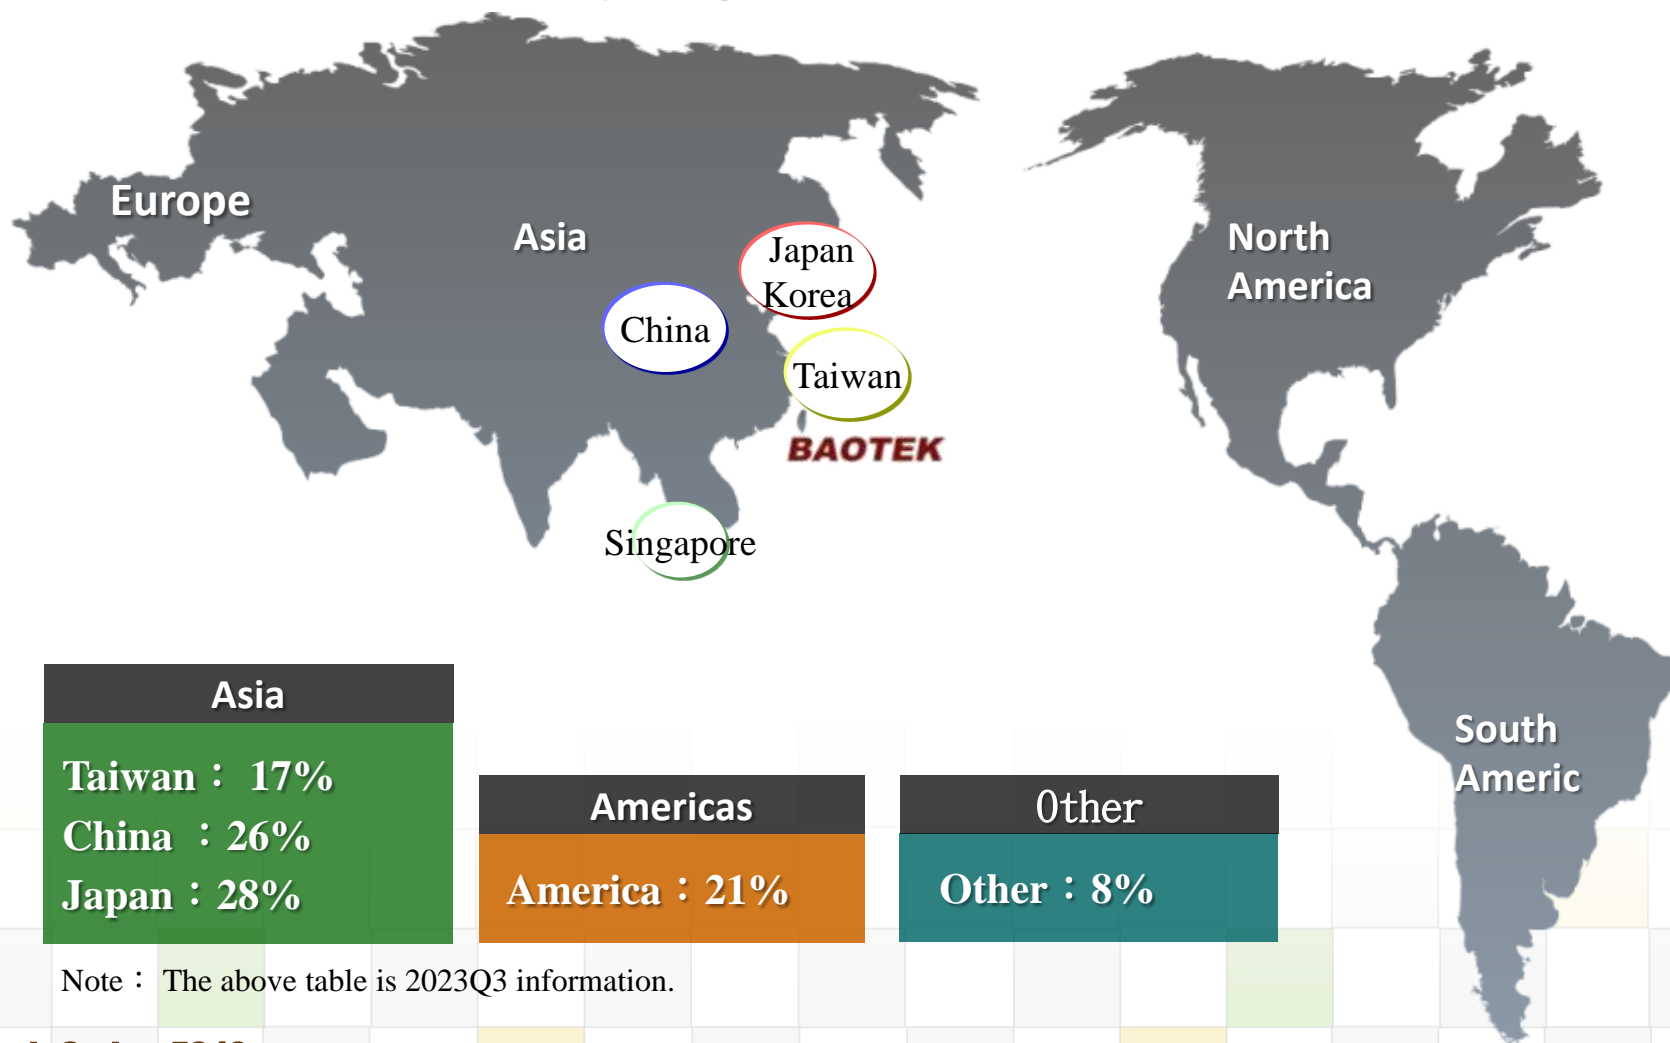 Europe
Asia
Japan
Korea
China
Taiwan
BAOTEK
Singapore
North
America
South
Americ
Asia
Taiwan： 17%
China ：26%
Japan：28%
Americas
America：21%
Other
Other：8%
Note： The above table is 2023Q3 information.